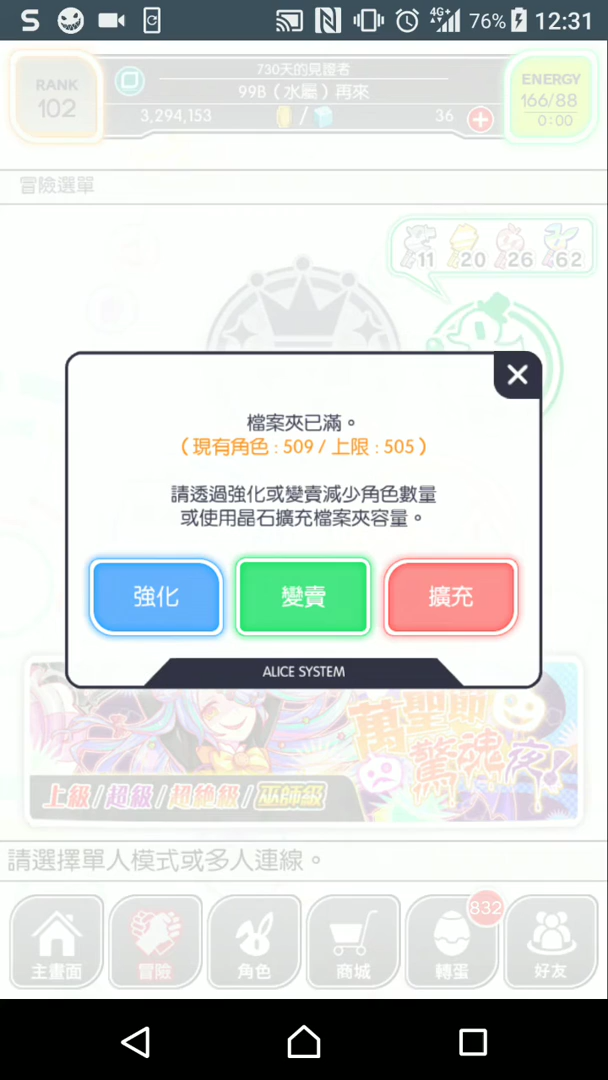 S
4G+
76%
12:31
RANK
102
730天的見證者
99B（水屬）再來
3,294,153
/
36
ENERGY
166/88
0:00
冒險選單
11
20
26
62
檔案夾已滿。
（現有角色 : 509 / 上限 : 505）
請透過強化或變賣減少角色數量
或使用晶石擴充檔案夾容量。
強化
變賣
擴充
ALICE SYSTEM
萬聖節
驚魂夜!
上級/超級/超絕級/巫師級
請選擇單人模式或多人連線。
832
主畫面
冒險
角色
商城
轉蛋
好友